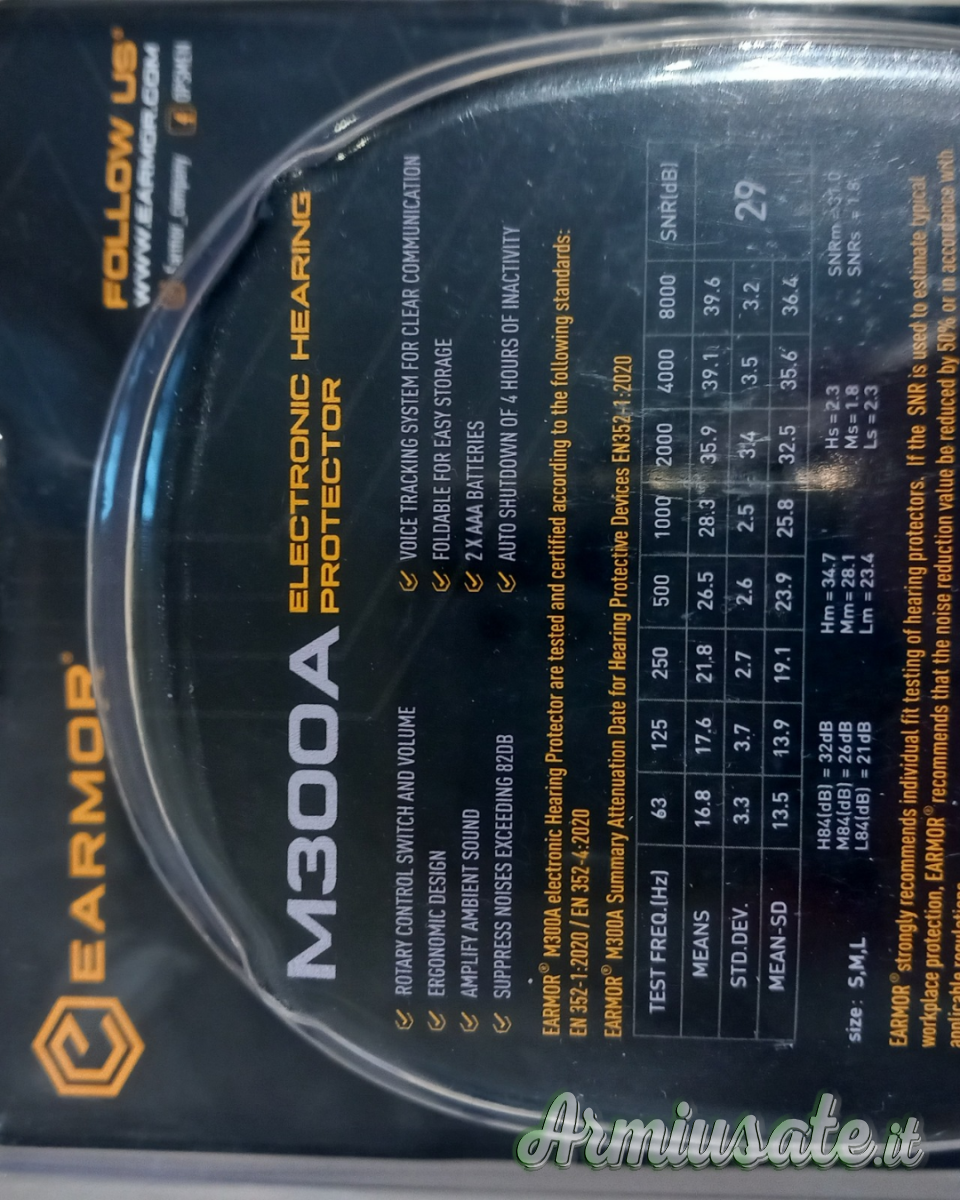 EARMOR®
FOLLOW US
WWW.EARMOR.COM
OPSMEN
M300A ELECTRONIC HEARING
PROTECTOR
ROTARY CONTROL SWITCH AND VOLUME
ERGONOMIC DESIGN
AMPLIFY AMBIENT SOUND
SUPPRESS NOISES EXCEEDING 82DB
VOICE TRACKING SYSTEM FOR CLEAR COMMUNICATION
FOLDABLE FOR EASY STORAGE
2 X AAA BATTERIES
AUTO SHUTDOWN OF 4 HOURS OF INACTIVITY
EARMOR® M300A electronic Hearing Protector are tested and certified according to the following standards:
EN 352-1:2020 / EN 352-4:2020
EARMOR® M300A Summary Attenuation Date for Hearing Protective Devices EN352-1:2020
TEST FREQ.(Hz) 63 125 250 500 1000 2000 4000 8000 SNR(dB)
MEANS 16.8 17.6 21.8 26.5 28.3 35.9 39.1 39.6
STD.DEV. 3.3 3.7 2.7 2.6 2.5 3.4 3.5 3.2 29
MEAN-SD 13.5 13.9 19.1 23.9 25.8 32.5 35.6 36.4
H84(dB) = 32dB Hm = 34.7 Hs = 2.3 SNRm = 31.0
M84(dB) = 26dB Mm = 28.1 Ms = 1.8 SNRs = 1.8
size: S,M,L L84(dB) = 21dB Lm = 23.4 Ls = 2.3
EARMOR® strongly recommends individual fit testing of hearing protectors. If the SNR is used to estimate typical
workplace protection, EARMOR® recommends that the noise reduction value be reduced by 50% or in accordance with
applicable
Armiusate.it